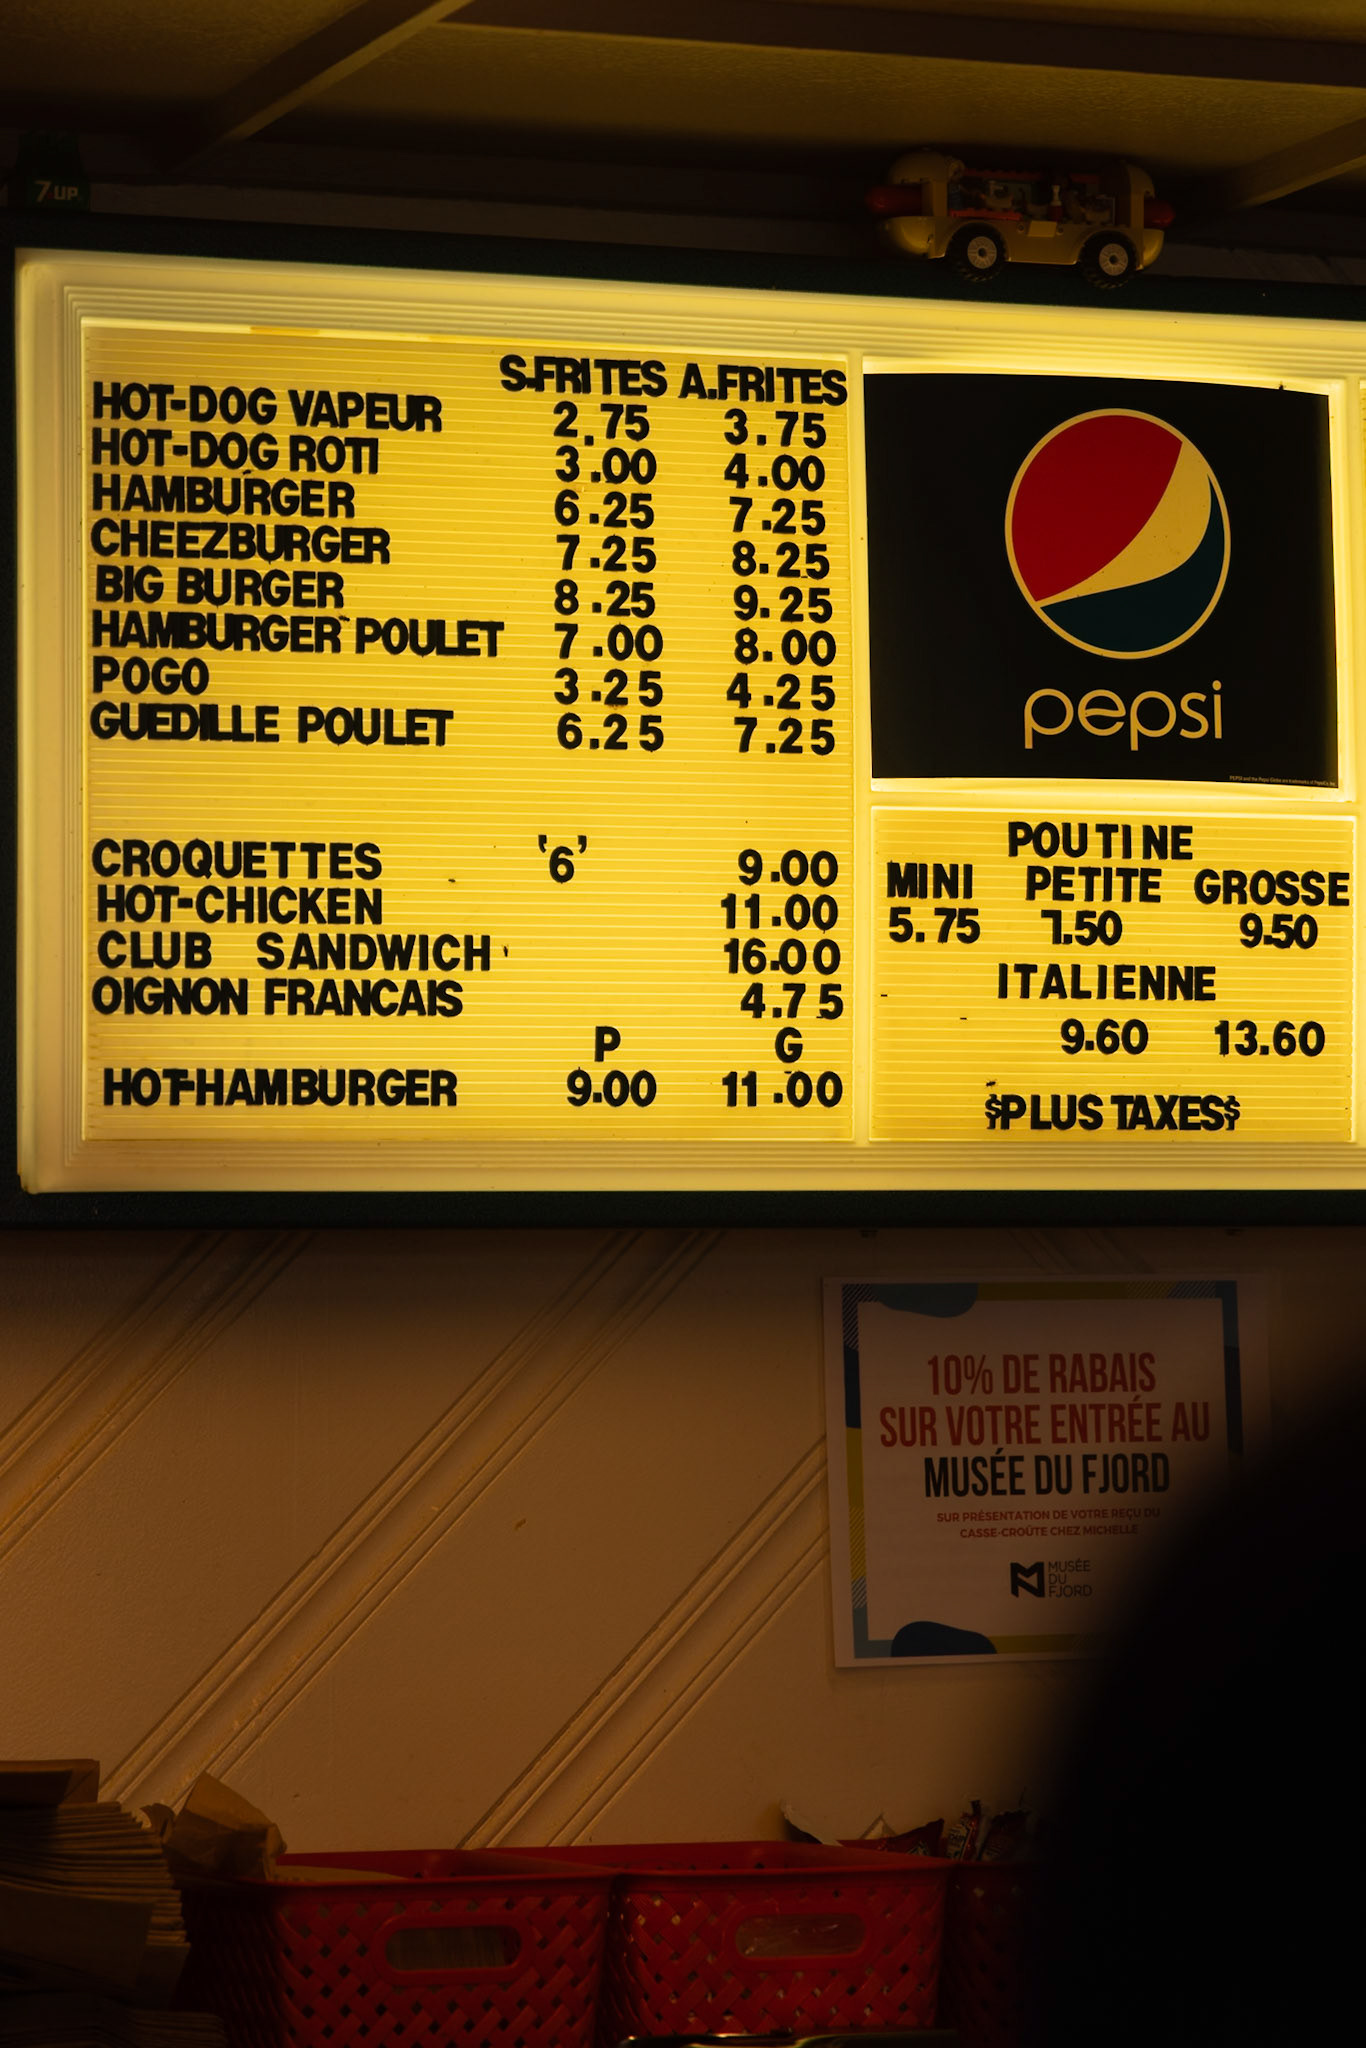 7UP
S.FRITES A.FRITES
HOT-DOG VAPEUR 2.75 3.75
HOT-DOG ROTI 3.00 4.00
HAMBURGER 6.25 7.25
CHEEZBURGER 7.25 8.25
BIG BURGER 8.25 9.25
HAMBURGER POULET 7.00 8.00
POGO 3.25 4.25
GUEDILLE POULET 6.25 7.25
CROQUETTES '6' 9.00
HOT-CHICKEN 11.00
CLUB SANDWICH 16.00
OIGNON FRANCAIS 4.75
P G
HOT-HAMBURGER 9.00 11.00
pepsi
POUTINE
MINI PETITE GROSSE
5.75 7.50 9.50
ITALIENNE
9.60 13.60
$PLUS TAXES$
10% DE RABAIS
SUR VOTRE ENTRÉE AU
MUSÉE DU FJORD
SUR PRÉSENTATION DE VOTRE REÇU DU
CASSE-CROÛTE CHEZ MICHELLE
MUSÉE
DU
FJORD